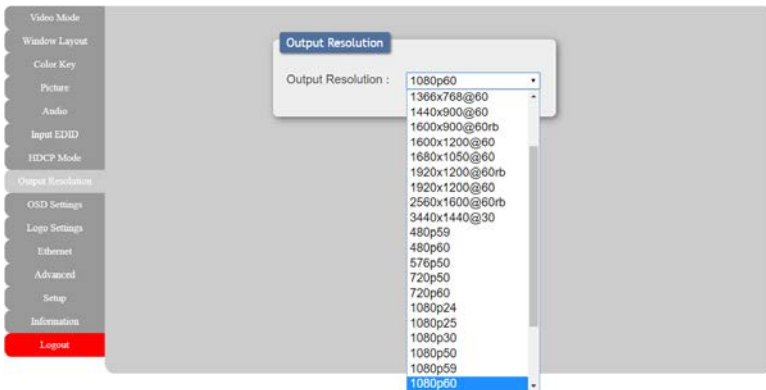 Video Mode
Window Layout
Color Key
Picture
Audio
Input EDID
HDCP Mode
Output Resolution
OSD Settings
Logo Settings
Ethernet
Advanced
Setup
Information
Logout
Output Resolution
Output Resolution : 1080p60
1366x768@60
1440x900@60
1600x900@60rb
1600x1200@60
1680x1050@60
1920x1200@60rb
1920x1200@60
2560x1600@60rb
3440x1440@30
480p59
480p60
576p50
720p50
720p60
1080p24
1080p25
1080p30
1080p50
1080p59
1080p60